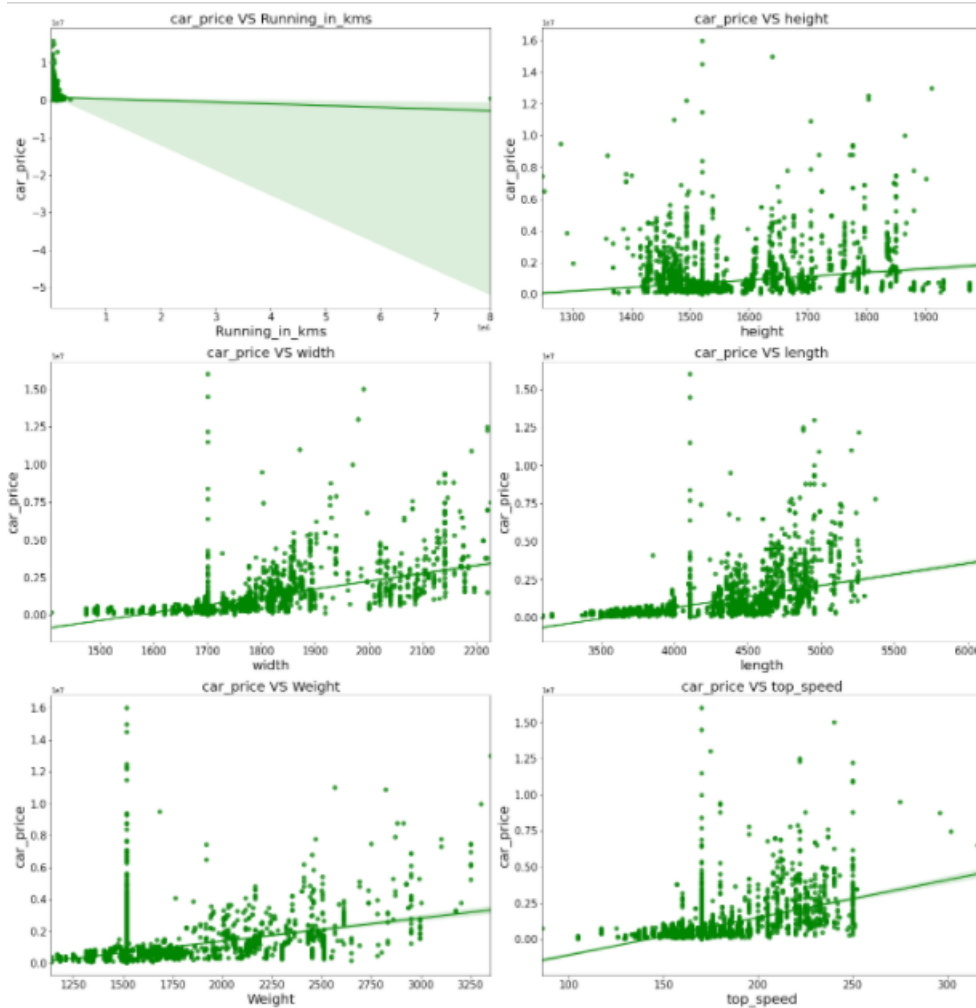 car_price VS Running_in_kms
1e7
1
0
−1
−2
−3
−4
−5
car_price
1 2 3 4 5 6 7 8
1e6
Running_in_kms
car_price VS height
1e7
1.6
1.4
1.2
1.0
0.8
0.6
0.4
0.2
0.0
car_price
1300 1400 1500 1600 1700 1800 1900
height
car_price VS width
1e7
1.50
1.25
1.00
0.75
0.50
0.25
0.00
car_price
1500 1600 1700 1800 1900 2000 2100 2200
width
car_price VS length
1e7
1.50
1.25
1.00
0.75
0.50
0.25
0.00
car_price
3500 4000 4500 5000 5500 6000
length
car_price VS Weight
1e7
1.6
1.4
1.2
1.0
0.8
0.6
0.4
0.2
0.0
car_price
1250 1500 1750 2000 2250 2500 2750 3000 3250
Weight
car_price VS top_speed
1e7
1.50
1.25
1.00
0.75
0.50
0.25
0.00
car_price
100 150 200 250 300
top_speed